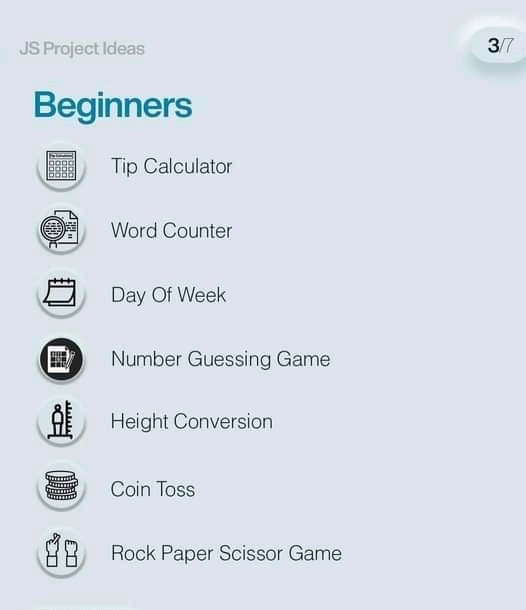 JS Project Ideas
3/7
Beginners
Tip Calculator
Word Counter
Day Of Week
Number Guessing Game
Height Conversion
Coin Toss
Rock Paper Scissor Game